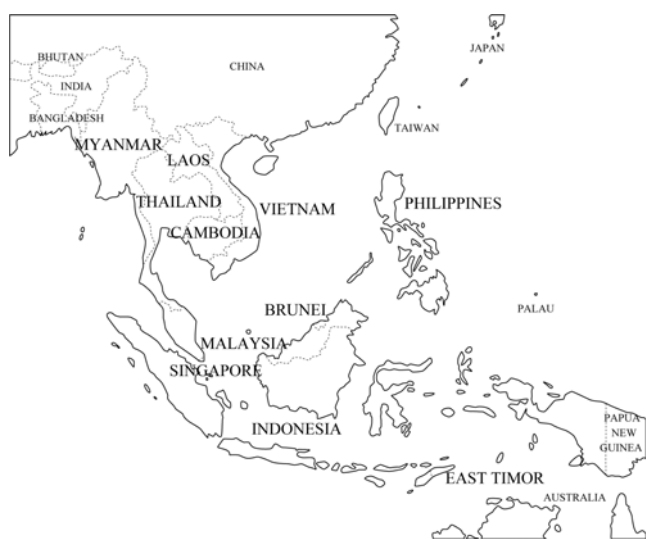 JAPAN
BHUTAN
CHINA
INDIA
BANGLADESH
TAIWAN
MYANMAR
LAOS
THAILAND
VIETNAM
PHILIPPINES
CAMBODIA
BRUNEI
PALAU
MALAYSIA
SINGAPORE
INDONESIA
PAPUA
NEW
GUINEA
EAST TIMOR
AUSTRALIA